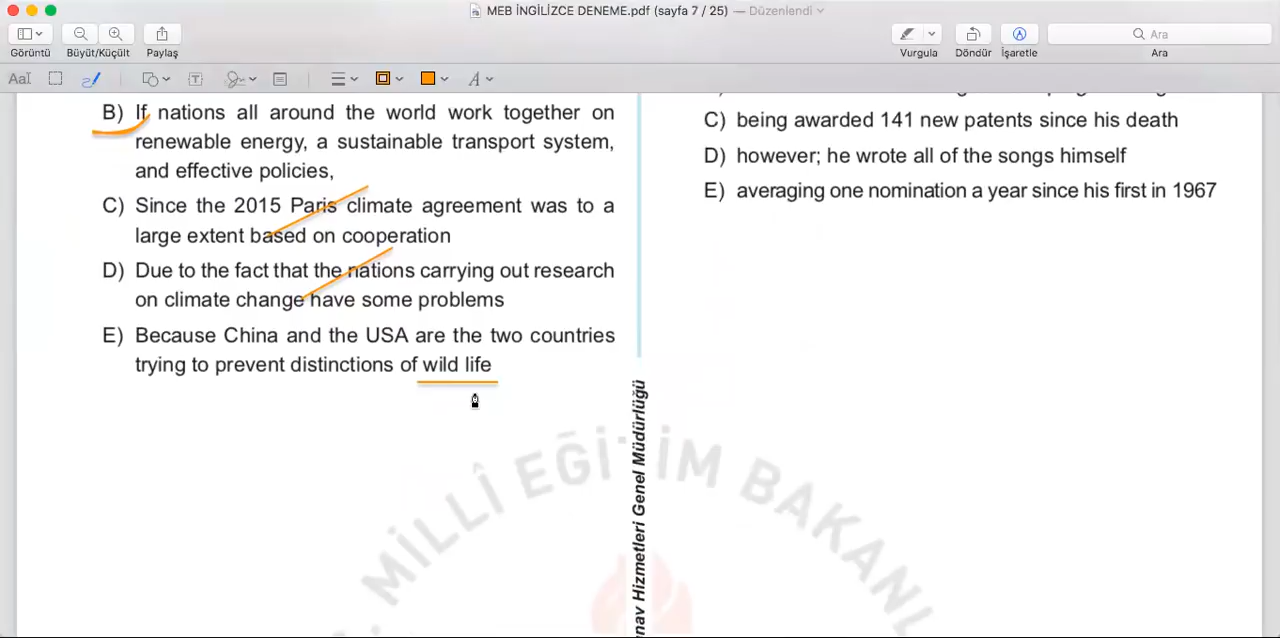 MEB İNGİLİZCE DENEME.pdf (sayfa 7 / 25) — Düzenlendi
Görüntü
Büyüt/Küçült
Paylaş
Vurgula
Döndür
İşaretle
Ara
Ara
AaI
T
A
B) If nations all around the world work together on
renewable energy, a sustainable transport system,
and effective policies,
C) Since the 2015 Paris climate agreement was to a
large extent based on cooperation
D) Due to the fact that the nations carrying out research
on climate change have some problems
E) Because China and the USA are the two countries
trying to prevent distinctions of wild life
C) being awarded 141 new patents since his death
D) however; he wrote all of the songs himself
E) averaging one nomination a year since his first in 1967
Hizmetleri Genel Müdürlüğü
MİLLÎ EĞİTİM